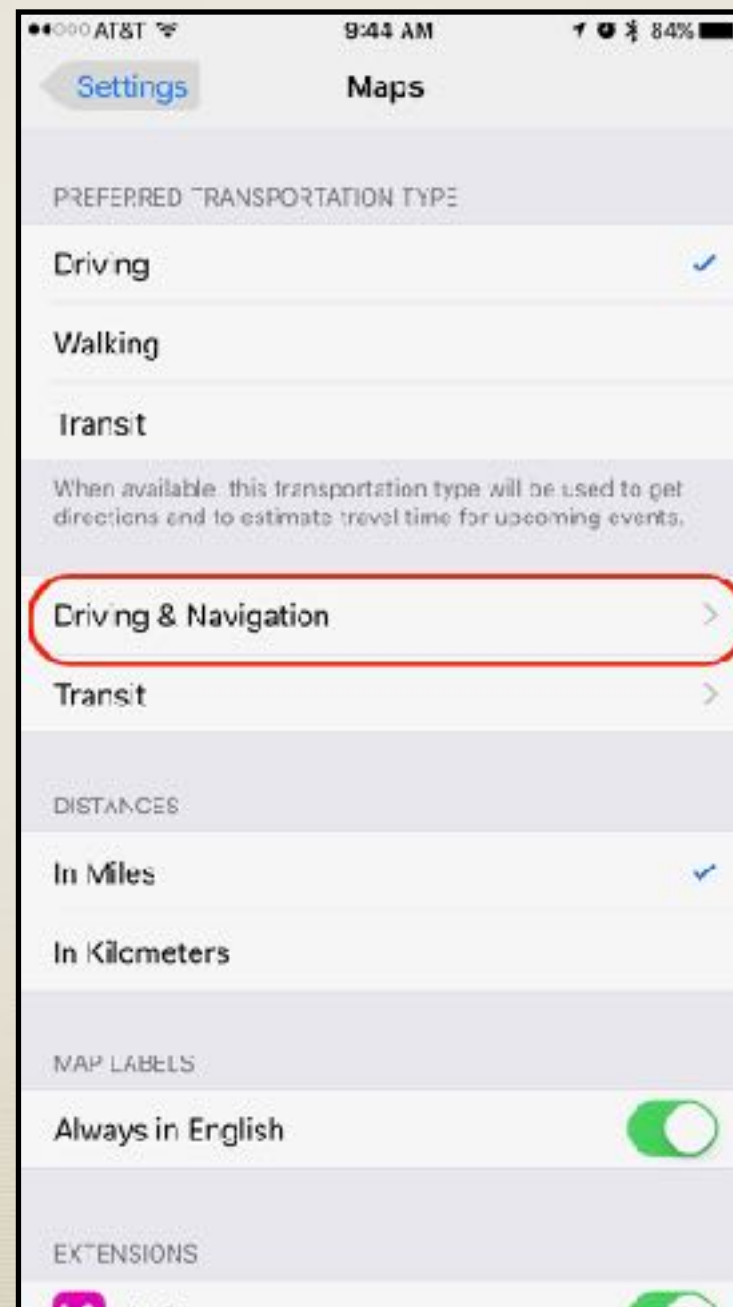 AT&T 9:44 AM 84%
Settings Maps
PREFERRED TRANSPORTATION TYPE
Driving
Walking
Transit
When available, this transportation type will be used to get
directions and to estimate travel time for upcoming events.
Driving & Navigation
Transit
DISTANCES
In Miles
In Kilometers
MAP LABELS
Always in English
EXTENSIONS